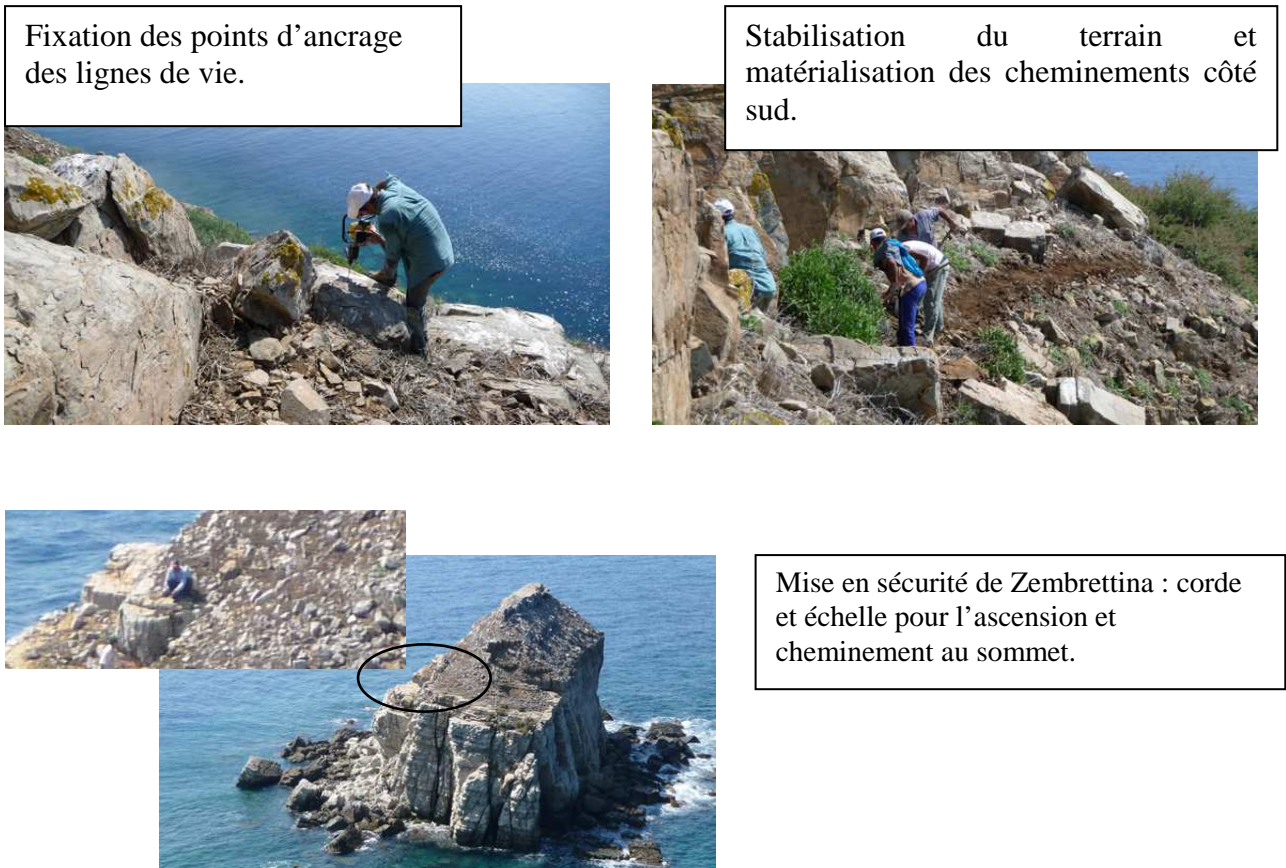 Fixation des points d’ancrage
des lignes de vie.
Stabilisation du terrain et
matérialisation des cheminements côté
sud.
Mise en sécurité de Zembrettina : corde
et échelle pour l’ascension et
cheminement au sommet.